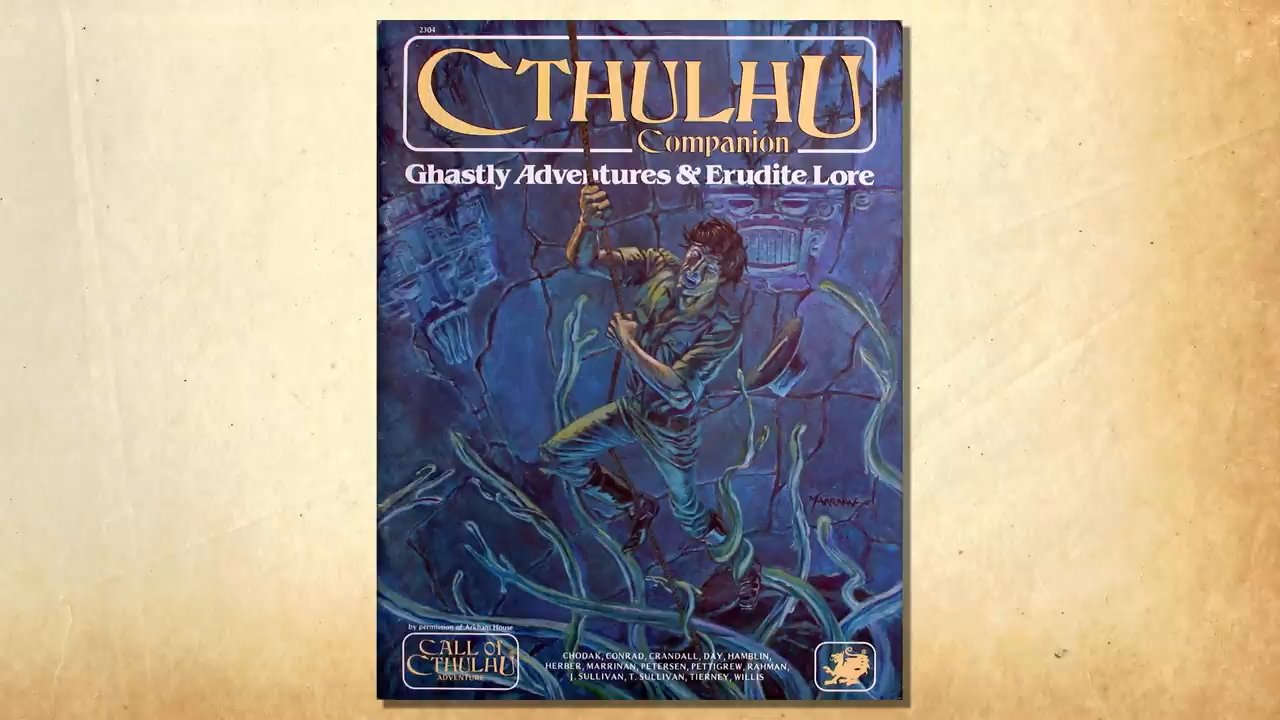 2304
CTHULHU
Companion
Ghastly Adventures & Erudite Lore
MARRINAN
by permission of Arkham House
CALL of
CTHULHU
ADVENTURE
CHODAK, CONRAD, CRANDALL, DAY, HAMBLIN,
HERBER, MARRINAN, PETERSEN, PETTIGREW, RAHMAN,
J. SULLIVAN, T. SULLIVAN, TIERNEY, WILLIS